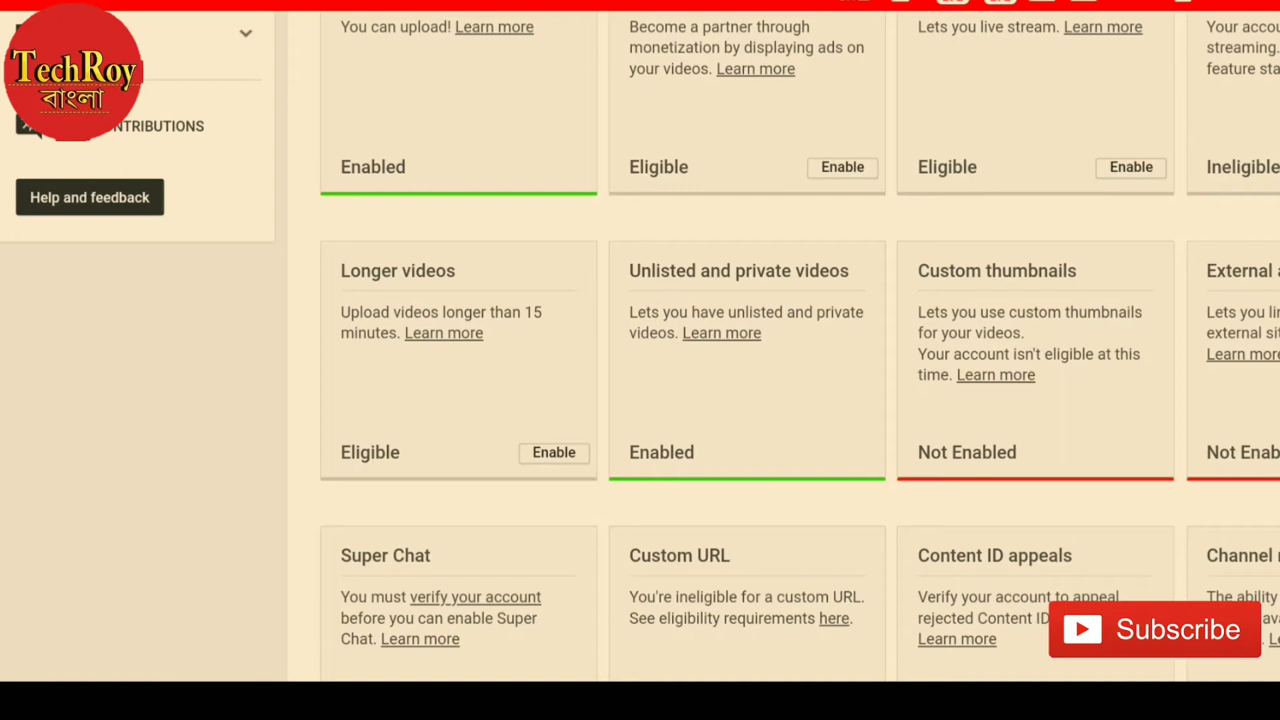 TechRoy
বাংলা
NTRIBUTIONS
Help and feedback
You can upload! Learn more
Enabled
Become a partner through
monetization by displaying ads on
your videos. Learn more
Eligible
Enable
Lets you live stream. Learn more
Eligible
Enable
Your accou
streaming.
feature sta
Ineligible
Longer videos
Upload videos longer than 15
minutes. Learn more
Eligible
Enable
Unlisted and private videos
Lets you have unlisted and private
videos. Learn more
Enabled
Custom thumbnails
Lets you use custom thumbnails
for your videos.
Your account isn't eligible at this
time. Learn more
Not Enabled
External a
Lets you li
external si
Learn more
Not Enab
Super Chat
You must verify your account
before you can enable Super
Chat. Learn more
Custom URL
You're ineligible for a custom URL.
See eligibility requirements here.
Content ID appeals
Verify your account to appeal
rejected Content ID
Learn more
Channel
The ability
Subscribe